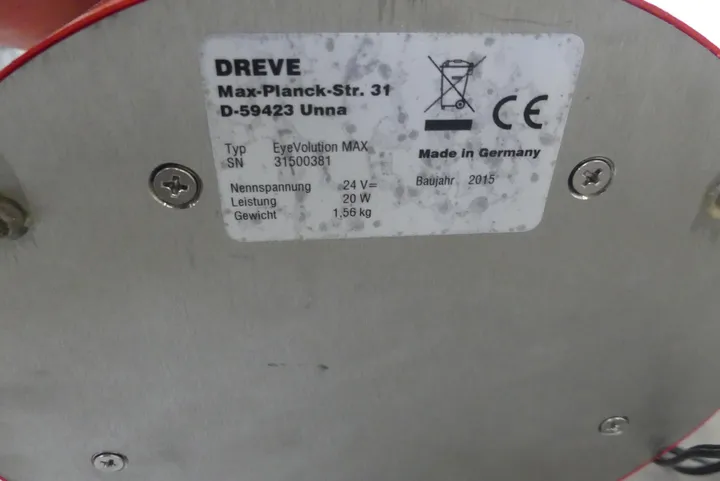 DREVE
Max-Planck-Str. 31
D-59423 Unna
CE
Typ EyeVolution MAX
SN 31500381
Made in Germany
Nennspannung 24 V⎓
Baujahr 2015
Leistung 20 W
Gewicht 1,56 kg